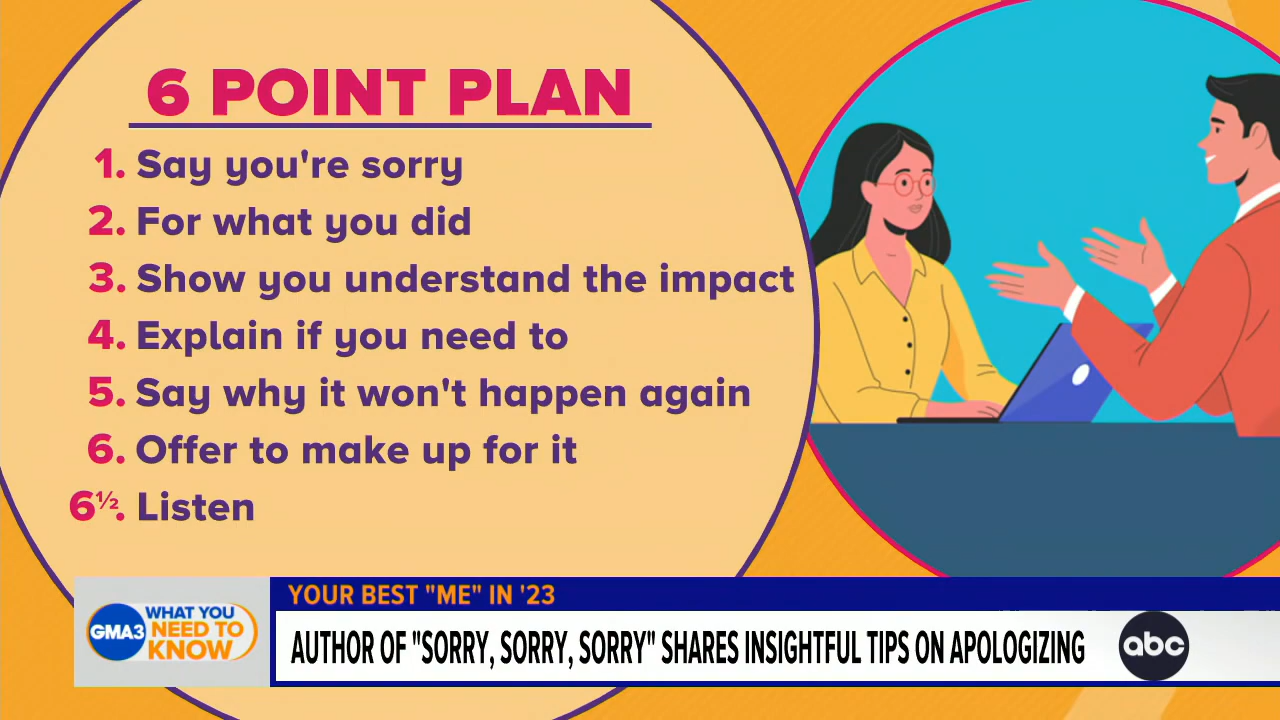 6 POINT PLAN
1. Say you're sorry
2. For what you did
3. Show you understand the impact
4. Explain if you need to
5. Say why it won't happen again
6. Offer to make up for it
6½. Listen
GMA3
WHAT YOU
NEED TO
KNOW
YOUR BEST "ME" IN '23
AUTHOR OF "SORRY, SORRY, SORRY" SHARES INSIGHTFUL TIPS ON APOLOGIZING
abc